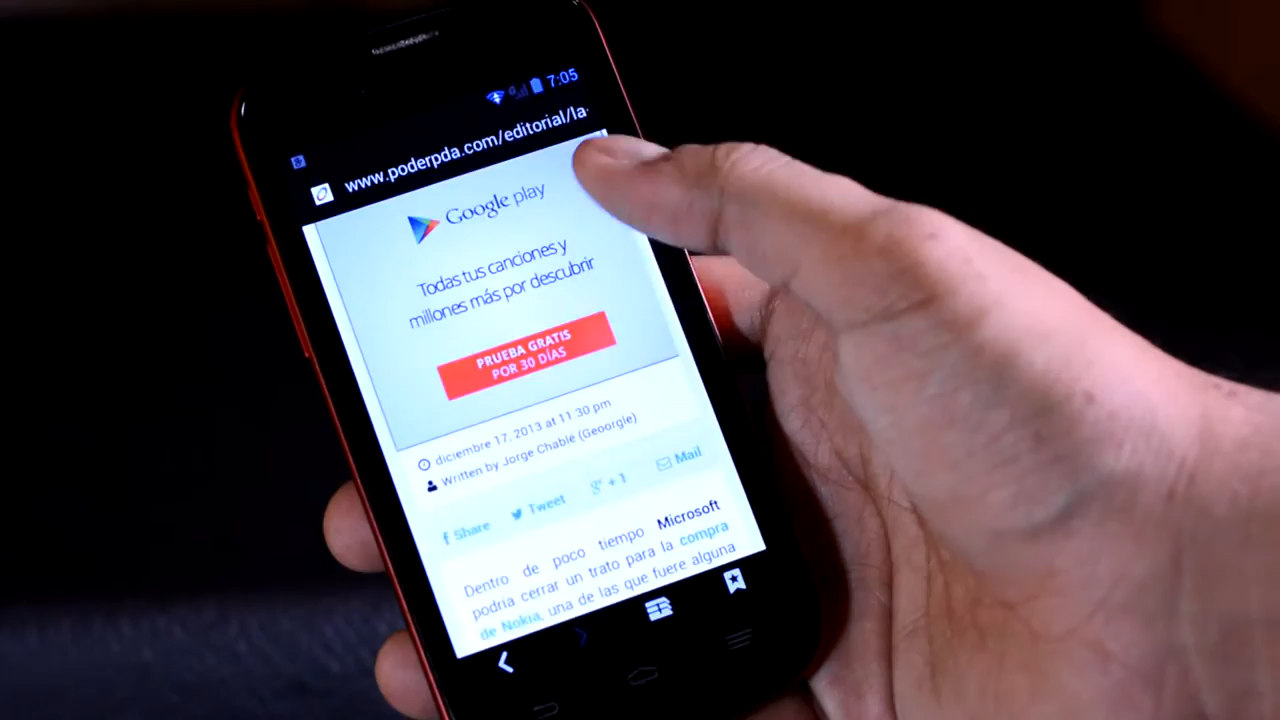 7:05
www.poderpda.com/editorial/la-
Google play
Todas tus canciones y
millones más por descubrir
PRUEBA GRATIS
POR 30 DÍAS
diciembre 17, 2013 at 11:30 pm
Written by Jorge Chablé (Geoorgle)
Share Tweet g+ +1 Mail
Dentro de poco tiempo Microsoft
podría cerrar un trato para la compra
de Nokia, una de las que fuere alguna